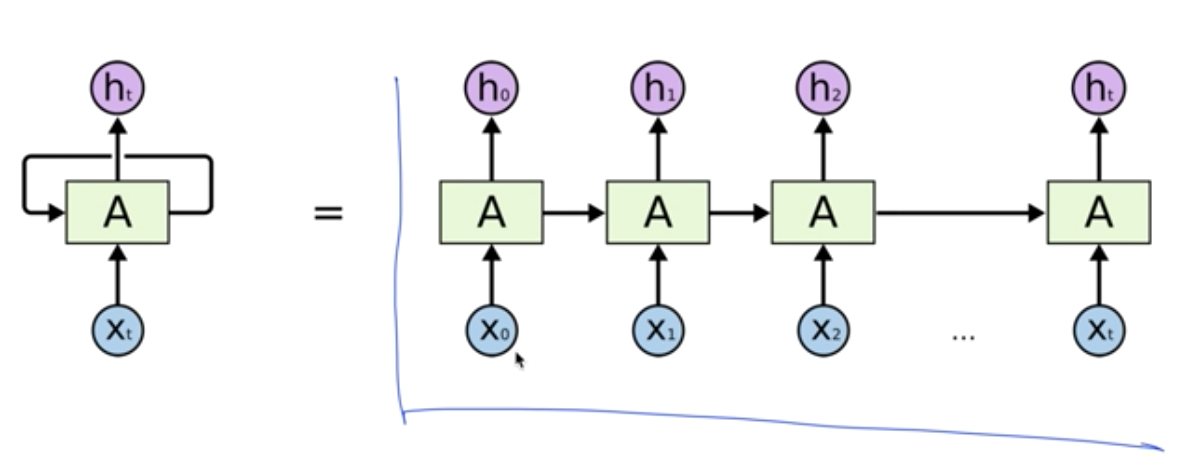 hₜ h₀ h₁ h₂ hₜ
A = A A A A
xₜ x₀ x₁ x₂ ... xₜ